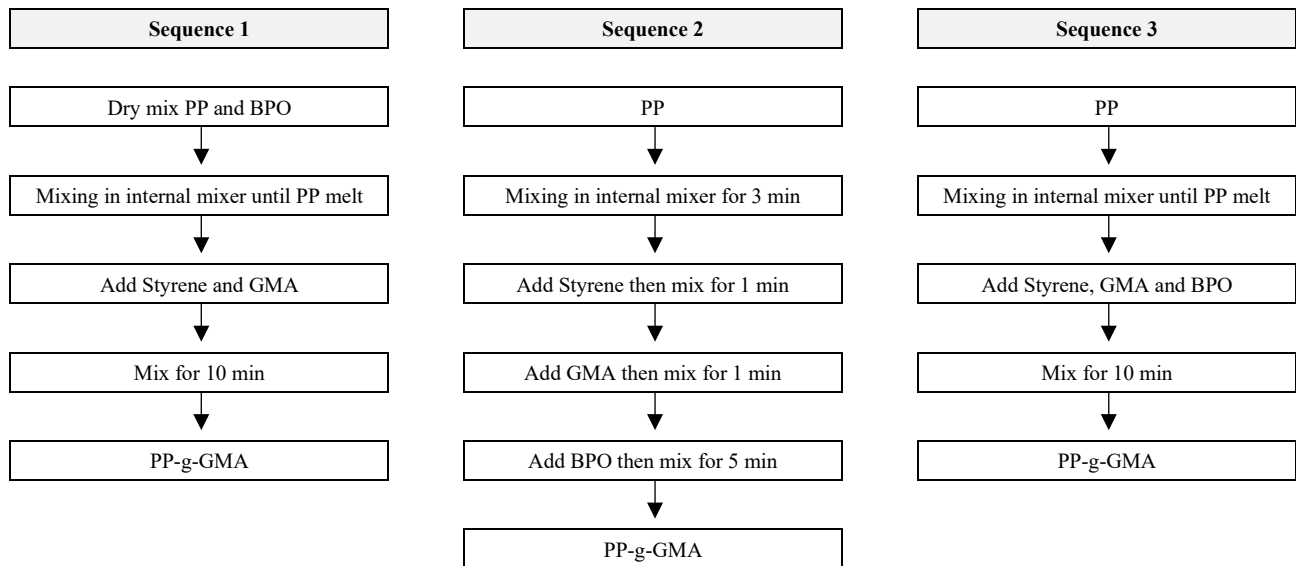 Sequence 1
Dry mix PP and BPO
Mixing in internal mixer until PP melt
Add Styrene and GMA
Mix for 10 min
PP-g-GMA
Sequence 2
PP
Mixing in internal mixer for 3 min
Add Styrene then mix for 1 min
Add GMA then mix for 1 min
Add BPO then mix for 5 min
PP-g-GMA
Sequence 3
PP
Mixing in internal mixer until PP melt
Add Styrene, GMA and BPO
Mix for 10 min
PP-g-GMA